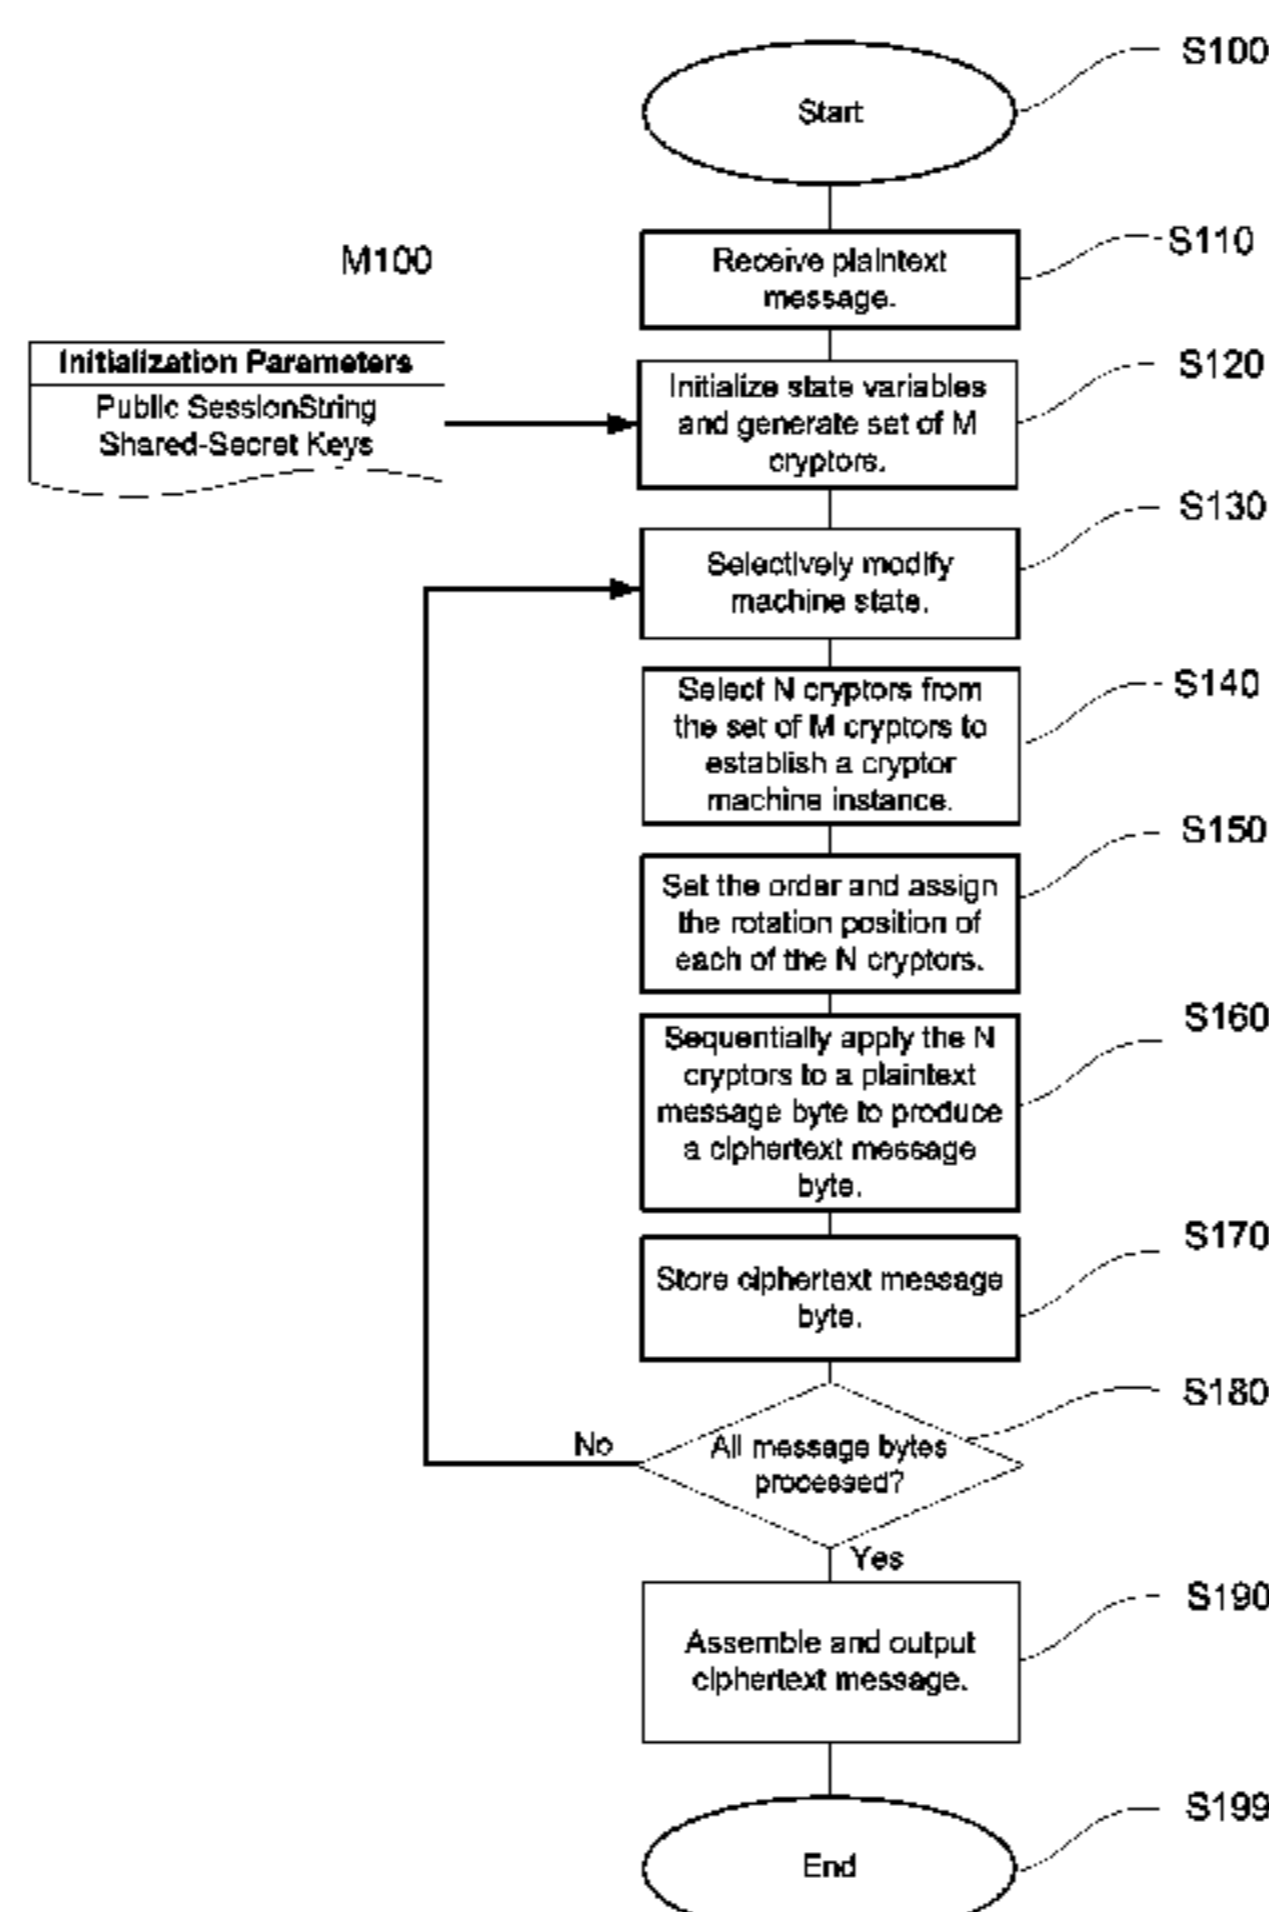 S100
Start
S110
Receive plaintext
message.
M100
Initialization Parameters
Public SessionString
Shared-Secret Keys
S120
Initialize state variables
and generate set of M
cryptors.
S130
Selectively modify
machine state.
S140
Select N cryptors from
the set of M cryptors to
establish a cryptor
machine instance.
S150
Set the order and assign
the rotation position of
each of the N cryptors.
S160
Sequentially apply the N
cryptors to a plaintext
message byte to produce
a ciphertext message
byte.
S170
Store ciphertext message
byte.
S180
All message bytes
processed?
No
Yes
S190
Assemble and output
ciphertext message.
S199
End